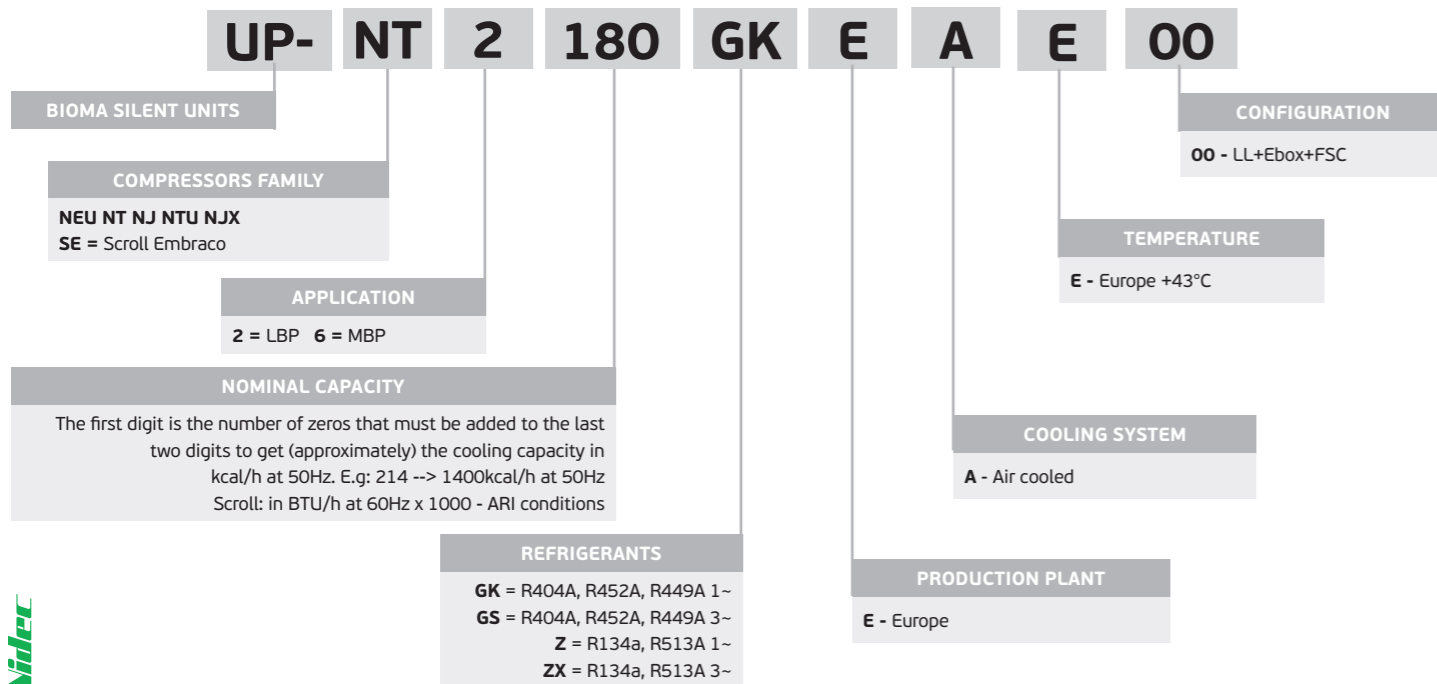 UP- NT 2 180 GK E A E 00
BIOMA SILENT UNITS
COMPRESSORS FAMILY
NEU NT NJ NTU NJX
SE = Scroll Embraco
APPLICATION
2 = LBP 6 = MBP
NOMINAL CAPACITY
The first digit is the number of zeros that must be added to the last
two digits to get (approximately) the cooling capacity in
kcal/h at 50Hz. E.g: 214 --> 1400kcal/h at 50Hz
Scroll: in BTU/h at 60Hz x 1000 - ARI conditions
REFRIGERANTS
GK = R404A, R452A, R449A 1~
GS = R404A, R452A, R449A 3~
Z = R134a, R513A 1~
ZX = R134a, R513A 3~
PRODUCTION PLANT
E - Europe
COOLING SYSTEM
A - Air cooled
TEMPERATURE
E - Europe +43°C
CONFIGURATION
00 - LL+Ebox+FSC
Nidec